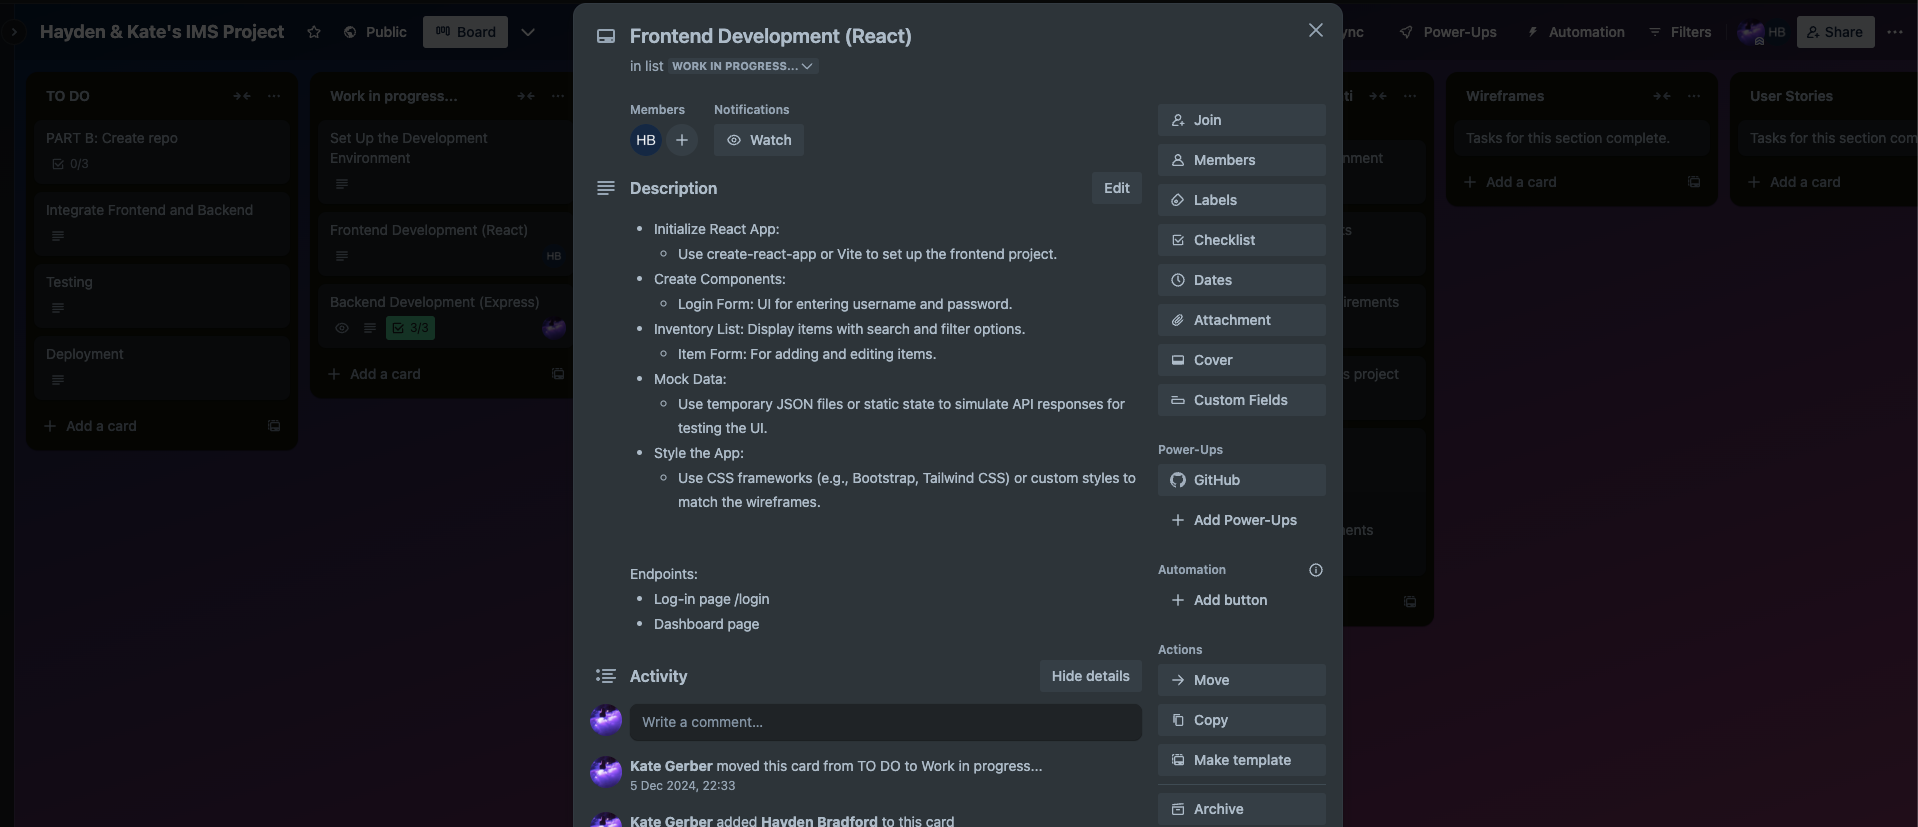 Hayden & Kate's IMS Project
Public
Board
ync
Power-Ups
Automation
Filters
HB
Share
TO DO
PART B: Create repo
0/3
Integrate Frontend and Backend
Testing
Deployment
Add a card
Work in progress...
Set Up the Development
Environment
Frontend Development (React)
HB
Backend Development (Express)
3/3
Add a card
Frontend Development (React)
in list WORK IN PROGRESS...
Members
Notifications
HB
Watch
Description
Edit
• Initialize React App:
◦ Use create-react-app or Vite to set up the frontend project.
• Create Components:
◦ Login Form: UI for entering username and password.
• Inventory List: Display items with search and filter options.
◦ Item Form: For adding and editing items.
• Mock Data:
◦ Use temporary JSON files or static state to simulate API responses for
testing the UI.
• Style the App:
◦ Use CSS frameworks (e.g., Bootstrap, Tailwind CSS) or custom styles to
match the wireframes.
Endpoints:
• Log-in page /login
• Dashboard page
Activity
Hide details
Write a comment...
Kate Gerber moved this card from TO DO to Work in progress...
5 Dec 2024, 22:33
Kate Gerber added Hayden Bradford to this card
Join
Members
Labels
Checklist
Dates
Attachment
Cover
Custom Fields
Power-Ups
GitHub
Add Power-Ups
Automation
Add button
Actions
Move
Copy
Make template
Archive
ti
nment
ts
irements
s project
ents
Wireframes
Tasks for this section complete.
Add a card
User Stories
Tasks for this section com
Add a card